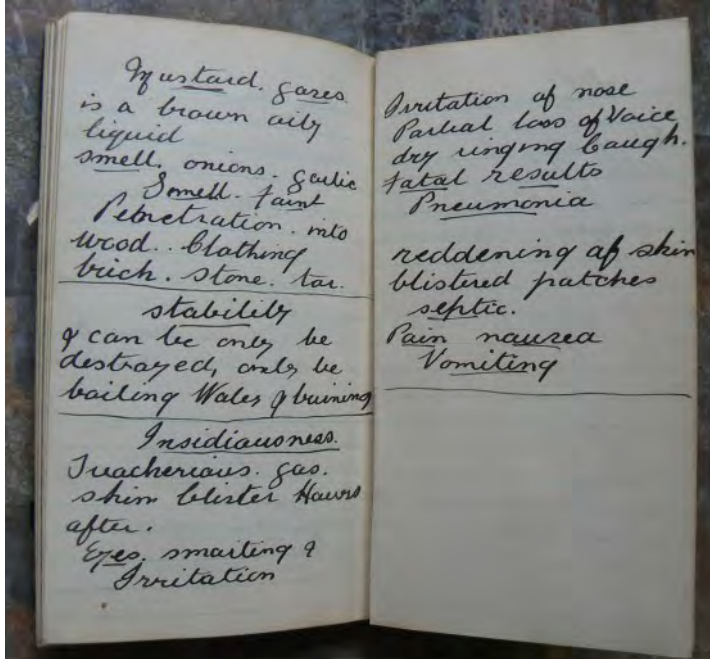 Mustard. gases.
is a brown oily
liquid
smell. onions. garlic
Smell. faint
Penetration. into
wood.. Clothing
brick. stone. tar.
stability
& can be only be
destroyed, only be
boiling Water & burining
Insidiousness.
Treacherious. gas.
skin blister Hours
after.
Eyes. smarting &
Irritation
Irritation of nose
Partial loss of Voice
dry ringing Cough.
fatal results
Pneumonia
reddening of skin
blistered patches
septic.
Pain nausea
Vomiting